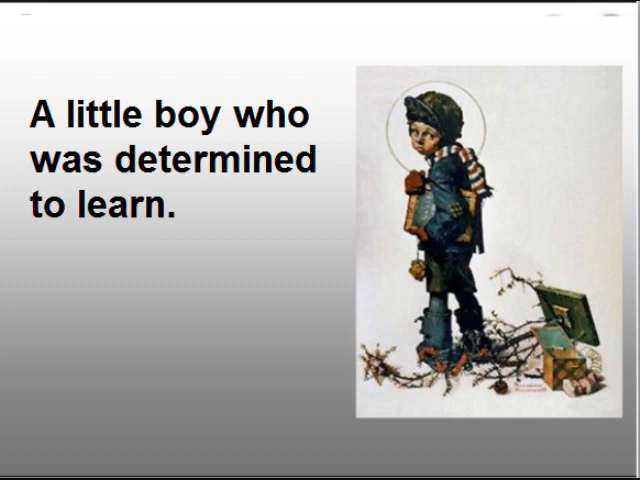 A little boy who
was determined
to learn.